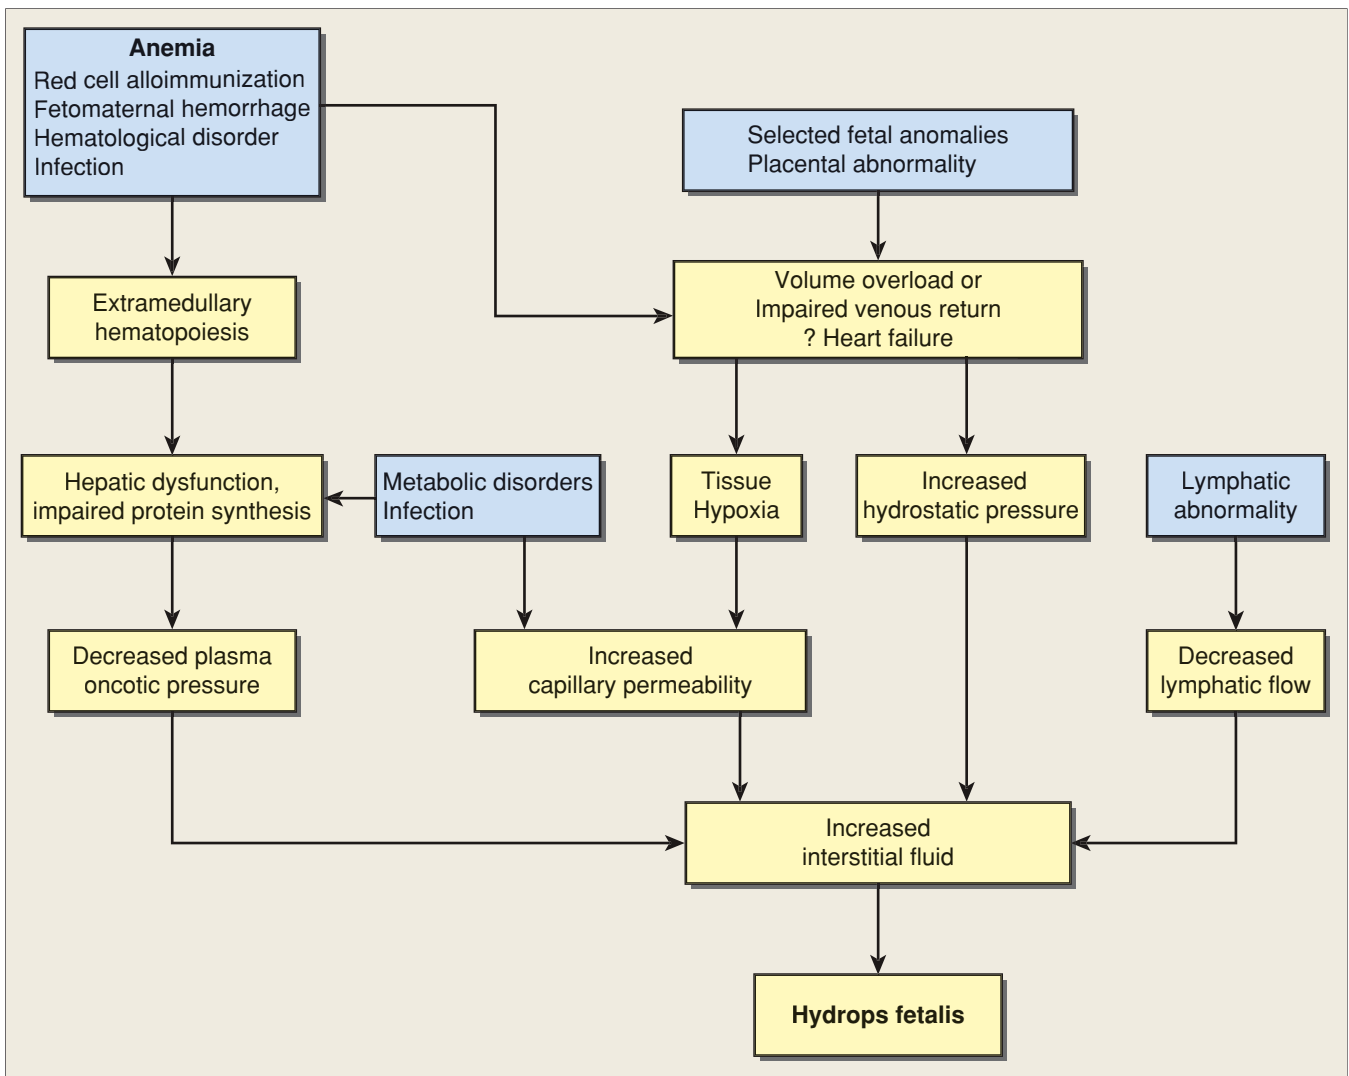 Anemia
Red cell alloimmunization
Fetomaternal hemorrhage
Hematological disorder
Infection
Selected fetal anomalies
Placental abnormality
Extramedullary
hematopoiesis
Volume overload or
Impaired venous return
? Heart failure
Hepatic dysfunction,
impaired protein synthesis
Metabolic disorders
Infection
Tissue
Hypoxia
Increased
hydrostatic pressure
Lymphatic
abnormality
Decreased plasma
oncotic pressure
Increased
capillary permeability
Decreased
lymphatic flow
Increased
interstitial fluid
Hydrops fetalis